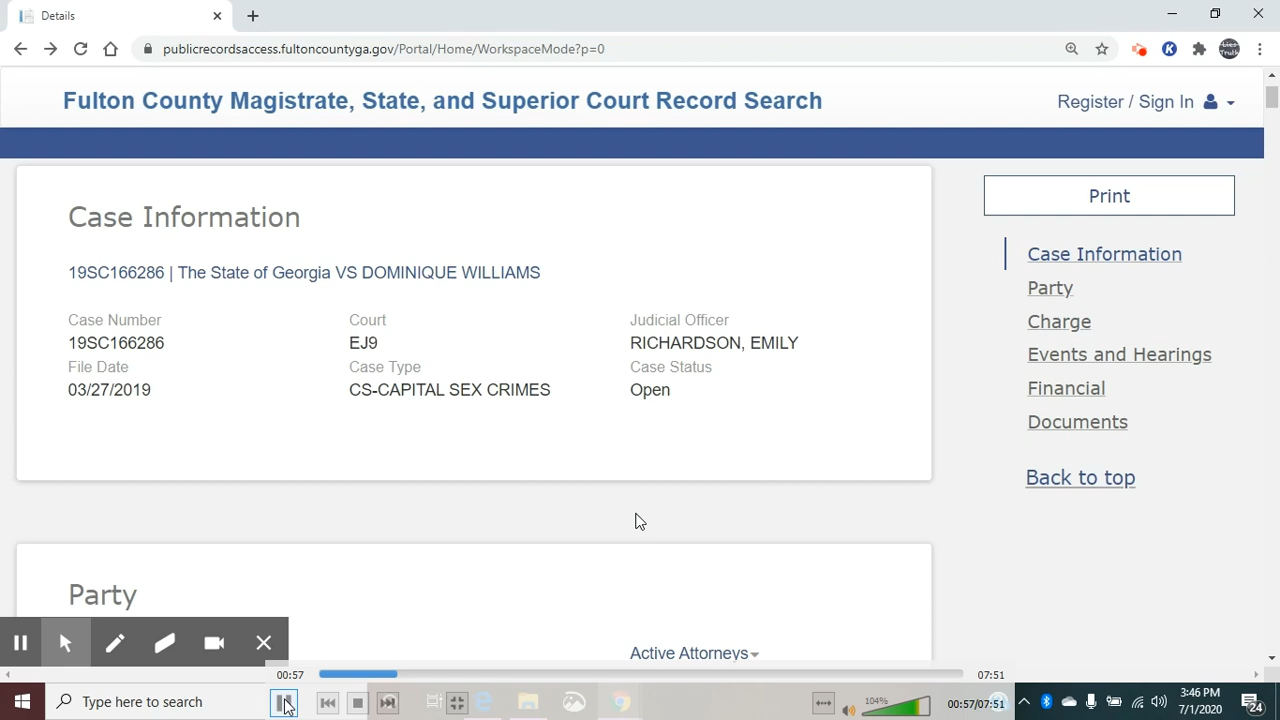 Details
publicrecordsaccess.fultoncountyga.gov/Portal/Home/WorkspaceMode?p=0
Fulton County Magistrate, State, and Superior Court Record Search
Register / Sign In
Case Information
19SC166286 | The State of Georgia VS DOMINIQUE WILLIAMS
Case Number
Court
Judicial Officer
19SC166286
EJ9
RICHARDSON, EMILY
File Date
Case Type
Case Status
03/27/2019
CS-CAPITAL SEX CRIMES
Open
Print
Case Information
Party
Charge
Events and Hearings
Financial
Documents
Back to top
Party
Active Attorneys
00:57
07:51
Type here to search
104%
00:57/07:51
3:46 PM
7/1/2020
24